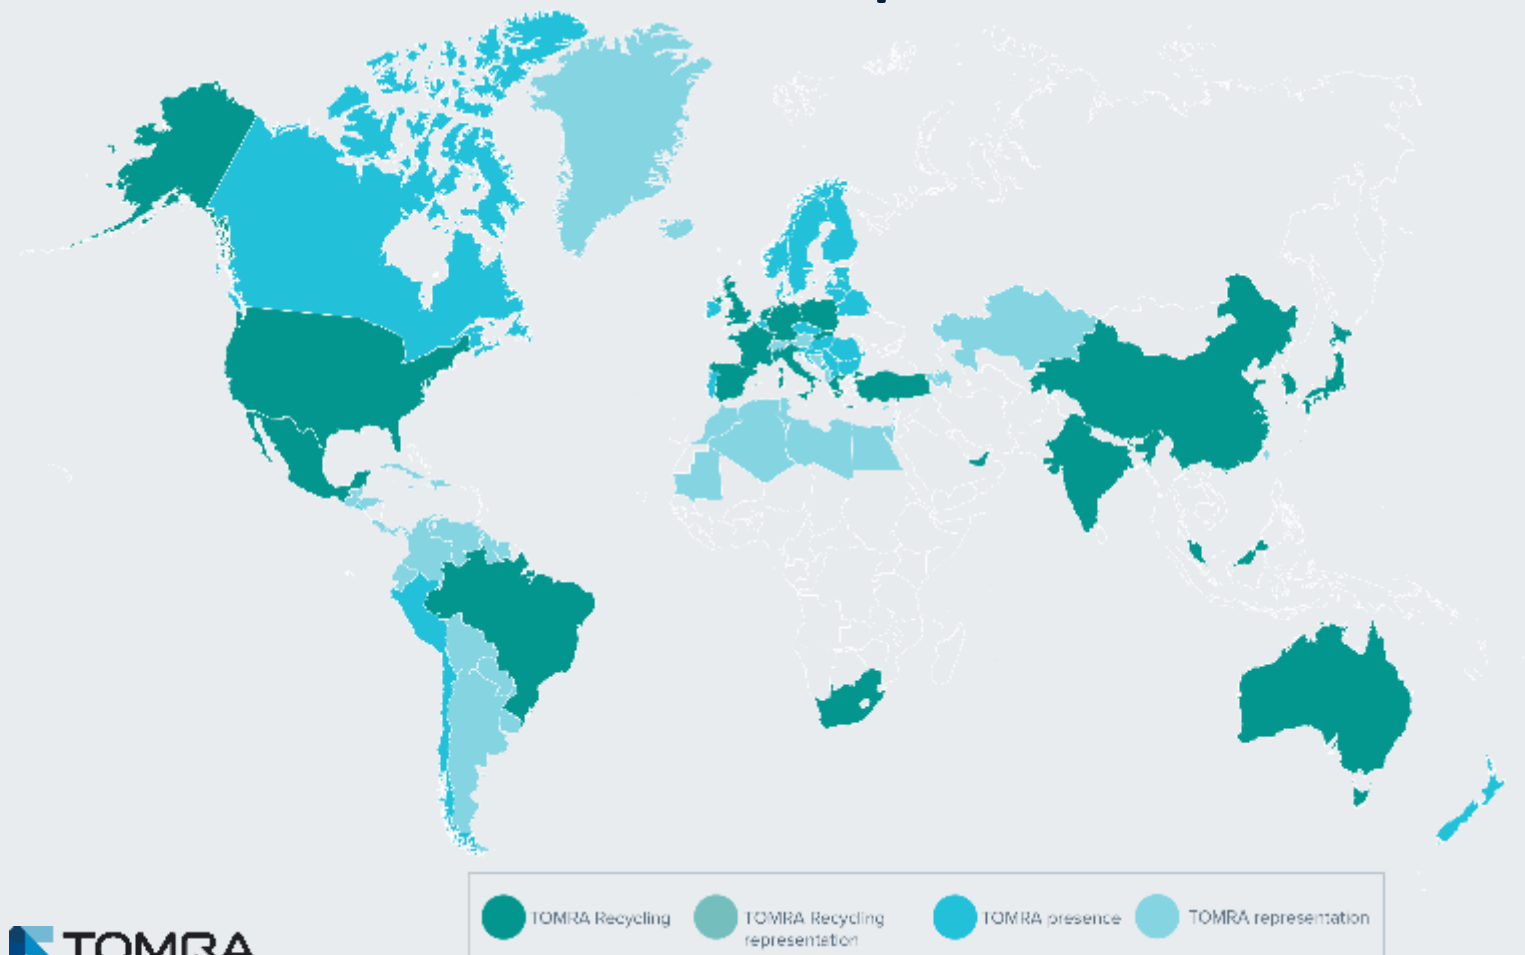 TOMRA Recycling
TOMRA Recycling
representation
TOMRA presence
TOMRA representation
TOMRA